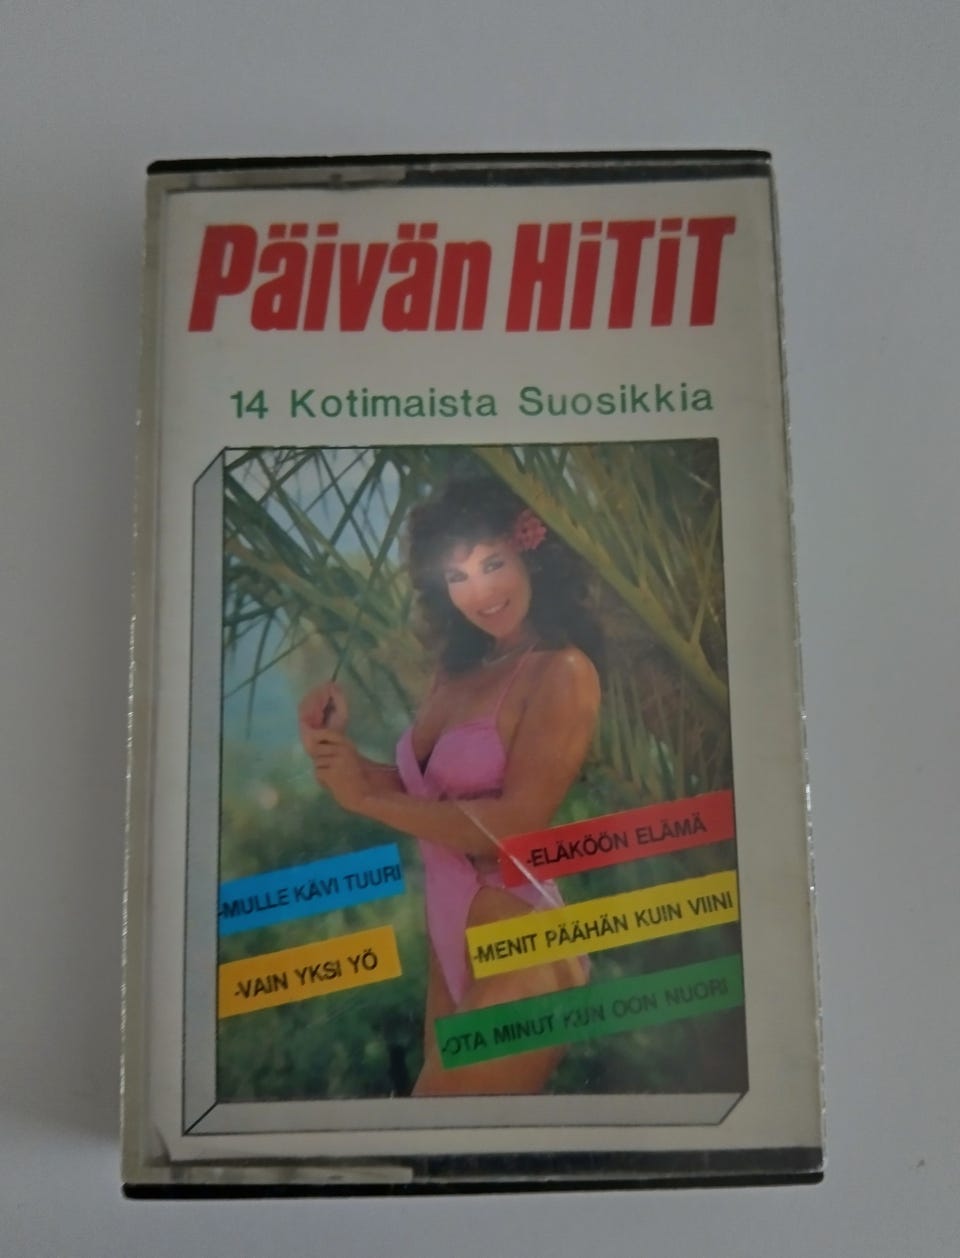 Päivän HiTiT
14 Kotimaista Suosikkia
-ELÄKÖÖN ELÄMÄ
-MULLE KÄVI TUURI
-MENIT PÄÄHÄN KUIN VIINI
-VAIN YKSI YÖ
-OTA MINUT KUN OON NUORI